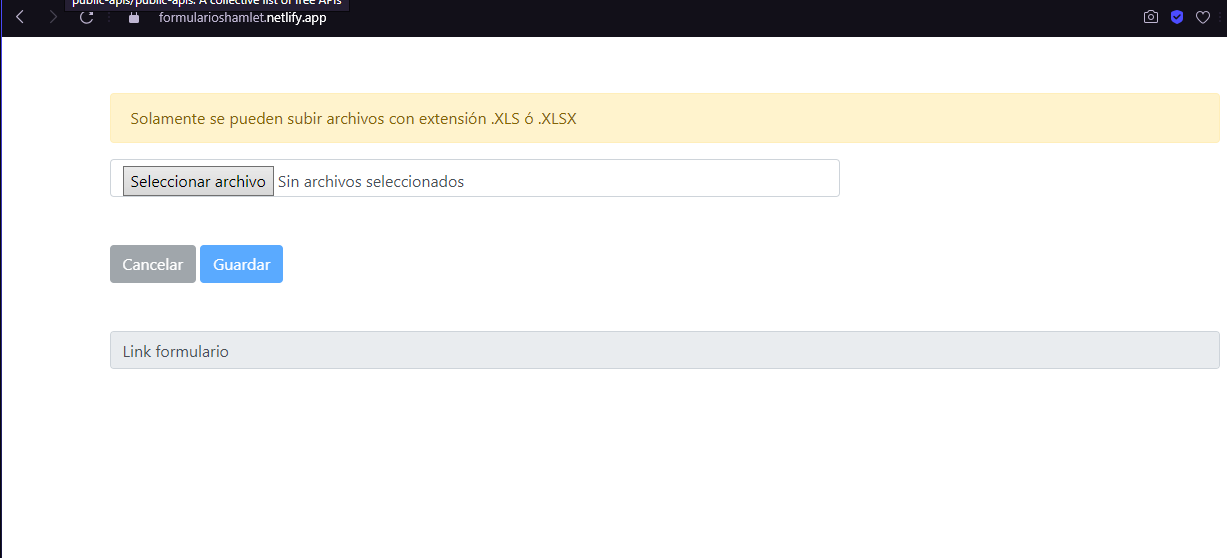 public-apis/public-apis: A collective list of free APIs
formularioshamlet.netlify.app
Solamente se pueden subir archivos con extensión .XLS ó .XLSX
Seleccionar archivo Sin archivos seleccionados
Cancelar Guardar
Link formulario